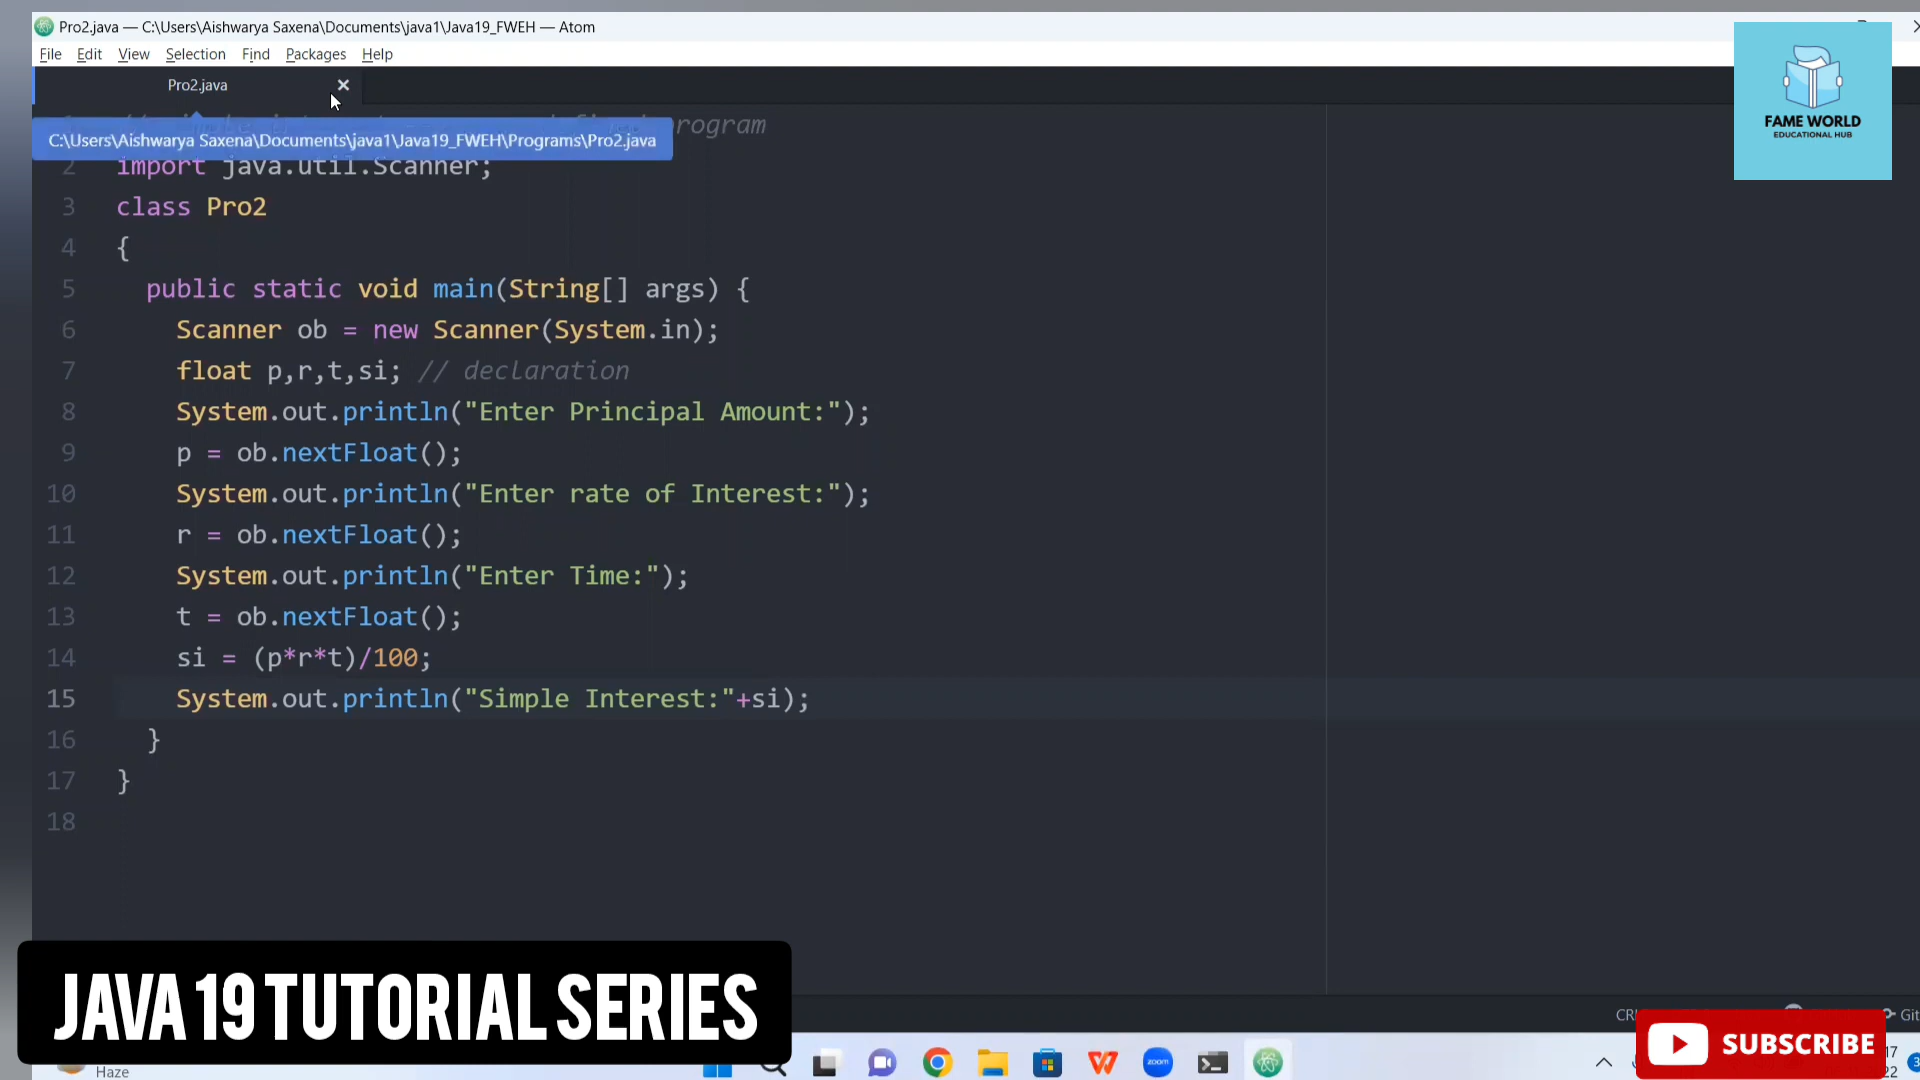 Pro2.java — C:\Users\Aishwarya Saxena\Documents\java1\Java19_FWEH — Atom
File Edit View Selection Find Packages Help
Pro2.java
FAME WORLD
EDUCATIONAL HUB
program
C:\Users\Aishwarya Saxena\Documents\java1\Java19_FWEH\Programs\Pro2.java
2 import java.util.Scanner;
3 class Pro2
4 {
5 public static void main(String[] args) {
6 Scanner ob = new Scanner(System.in);
7 float p,r,t,si; // declaration
8 System.out.println("Enter Principal Amount:");
9 p = ob.nextFloat();
10 System.out.println("Enter rate of Interest:");
11 r = ob.nextFloat();
12 System.out.println("Enter Time:");
13 t = ob.nextFloat();
14 si = (p*r*t)/100;
15 System.out.println("Simple Interest:"+si);
16 }
17 }
18
JAVA 19 TUTORIAL SERIES
SUBSCRIBE
zoom
Haze